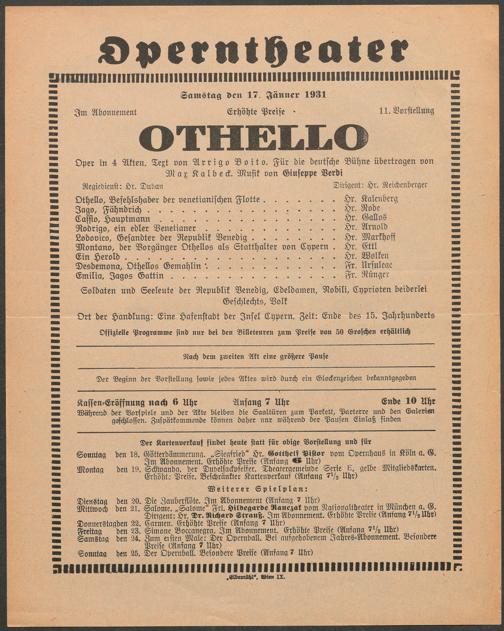 Operntheater
Samstag den 17. Jänner 1931
Im Abonnement Erhöhte Preise 11. Vorstellung
OTHELLO
Oper in 4 Akten. Text von Arrigo Boito. Für die deutsche Bühne übertragen von
Max Kalbeck. Musik von Giuseppe Verdi
Regiedienst: Hr. Duhan Dirigent: Hr. Reichenberger
Othello, Befehlshaber der venetianischen Flotte . . . . . . . . Hr. Kalenberg
Jago, Fähndrich . . . . . . . . Hr. Rode
Cassio, Hauptmann . . . . . . . . Hr. Gallos
Rodrigo, ein edler Venetianer . . . . . . . . Hr. Arnold
Lodovico, Gesandter der Republik Venedig . . . . . . . . Hr. Markhoff
Montano, der Vorgänger Othellos als Statthalter von Cypern . . Hr. Ettl
Ein Herold . . . . . . . . Hr. Wolken
Desdemona, Othellos Gemahlin . . . . . . . . Fr. Ursuleac
Emilia, Jagos Gattin . . . . . . . . Fr. Rünger
Soldaten und Seeleute der Republik Venedig, Edeldamen, Nobili, Cyprioten beiderlei
Geschlechts, Volk
Ort der Handlung: Eine Hafenstadt der Insel Cypern. Zeit: Ende des 15. Jahrhunderts
Offizielle Programme sind nur bei den Billeteuren zum Preise von 50 Groschen erhältlich
Nach dem zweiten Akt eine größere Pause
Der Beginn der Vorstellung sowie jedes Aktes wird durch ein Glockenzeichen bekanntgegeben
Kassen-Eröffnung nach 6 Uhr Anfang 7 Uhr Ende 10 Uhr
Während der Vorspiele und der Akte bleiben die Saaltüren zum Parkett, Parterre und den Galerien
geschlossen. Zuspätkommende können daher nur während der Pausen Einlaß finden
Der Kartenverkauf findet heute statt für obige Vorstellung und für
Sonntag den 18. Götterdämmerung. „Siegfried“ Hr. Gotthelf Pistor vom Opernhaus in Köln a. G.
Im Abonnement. Erhöhte Preise (Anfang 6 Uhr)
Montag den 19. Schwanda, der Dudelsackpfeifer. Theatergemeinde Serie E, gelbe Mitgliedskarten.
Erhöhte Preise. Beschränkter Kartenverkauf (Anfang 7½ Uhr)
Weiterer Spielplan:
Dienstag den 20. Die Zauberflöte. Im Abonnement (Anfang 7 Uhr)
Mittwoch den 21. Salome. „Salome“ Frl. Hildegarde Ranczak vom Nationaltheater in München a. G.
Dirigent: Dr. Richard Strauß. Im Abonnement. Erhöhte Preise (Anfang 7½ Uhr)
Donnerstag den 22. Carmen. Erhöhte Preise (Anfang 7 Uhr)
Freitag den 23. Simone Boccanegra. Im Abonnement. Erhöhte Preise (Anfang 7½ Uhr)
Samstag den 24. Zum ersten Male: Der Opernball. Bei aufgehobenem Jahres-Abonnement. Besondere
Preise (Anfang 7 Uhr)
Sonntag den 25. Der Opernball. Besondere Preise (Anfang 7 Uhr)
„Elbemühl“, Wien IX.